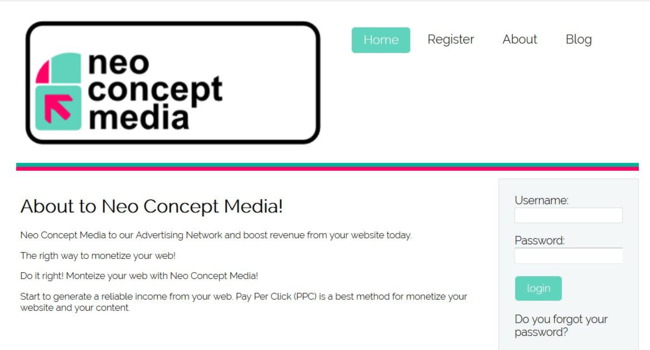 neo
concept
media
Home Register About Blog
About to Neo Concept Media!
Neo Concept Media to our Advertising Network and boost revenue from your website today.
The rigth way to monetize your web!
Do it right! Monteize your web with Neo Concept Media!
Start to generate a reliable income from your web. Pay Per Click (PPC) is a best method for monetize your
website and your content.
Username:
Password:
login
Do you forgot your
password?